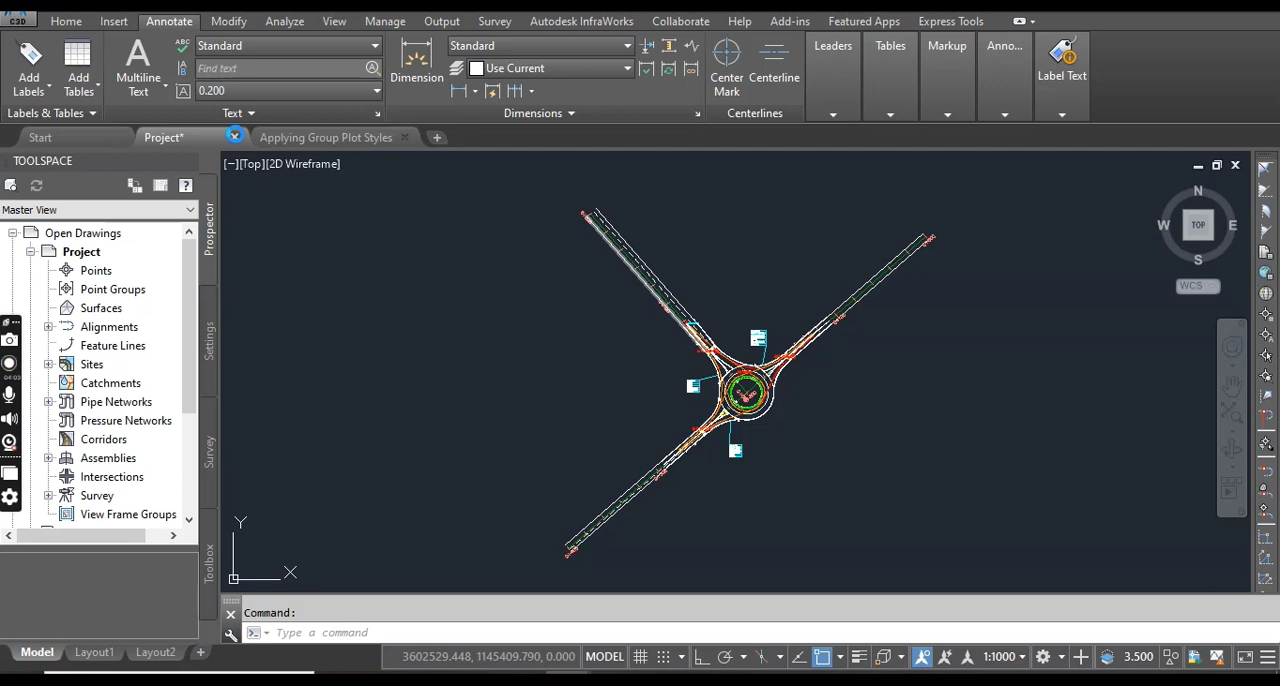 C3D
Home Insert Annotate Modify Analyze View Manage Output Survey Autodesk InfraWorks Collaborate Help Add-ins Featured Apps Express Tools
Add Labels
Add Tables
Multiline Text
ABC Standard
Find text
0.200
Dimension
Standard
Use Current
Center Mark
Centerline
Leaders
Tables
Markup
Anno...
Label Text
Labels & Tables
Text
Dimensions
Centerlines
Start Project* Applying Group Plot Styles
TOOLSPACE
Master View
Open Drawings
Project
Points
Point Groups
Surfaces
Alignments
Feature Lines
Sites
Catchments
Pipe Networks
Pressure Networks
Corridors
Assemblies
Intersections
Survey
View Frame Groups
Prospector
Settings
Survey
Toolbox
04:03
[−][Top][2D Wireframe]
N
W TOP E
S
WCS
Y
X
Command:
Type a command
Model Layout1 Layout2
3602529.448, 1145409.790, 0.000 MODEL 1:1000 3.500